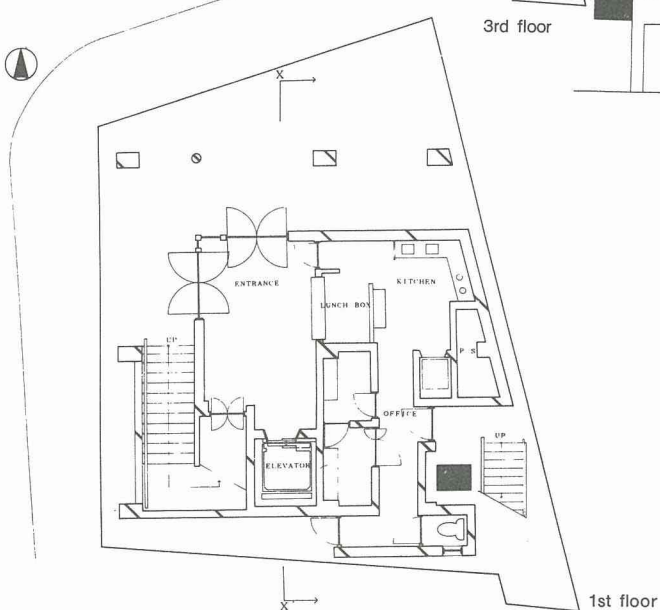 3rd floor
X
ENTRANCE
KITCHEN
LUNCH BOX
UP
P S
OFFICE
UP
ELEVATOR
X'
1st floor